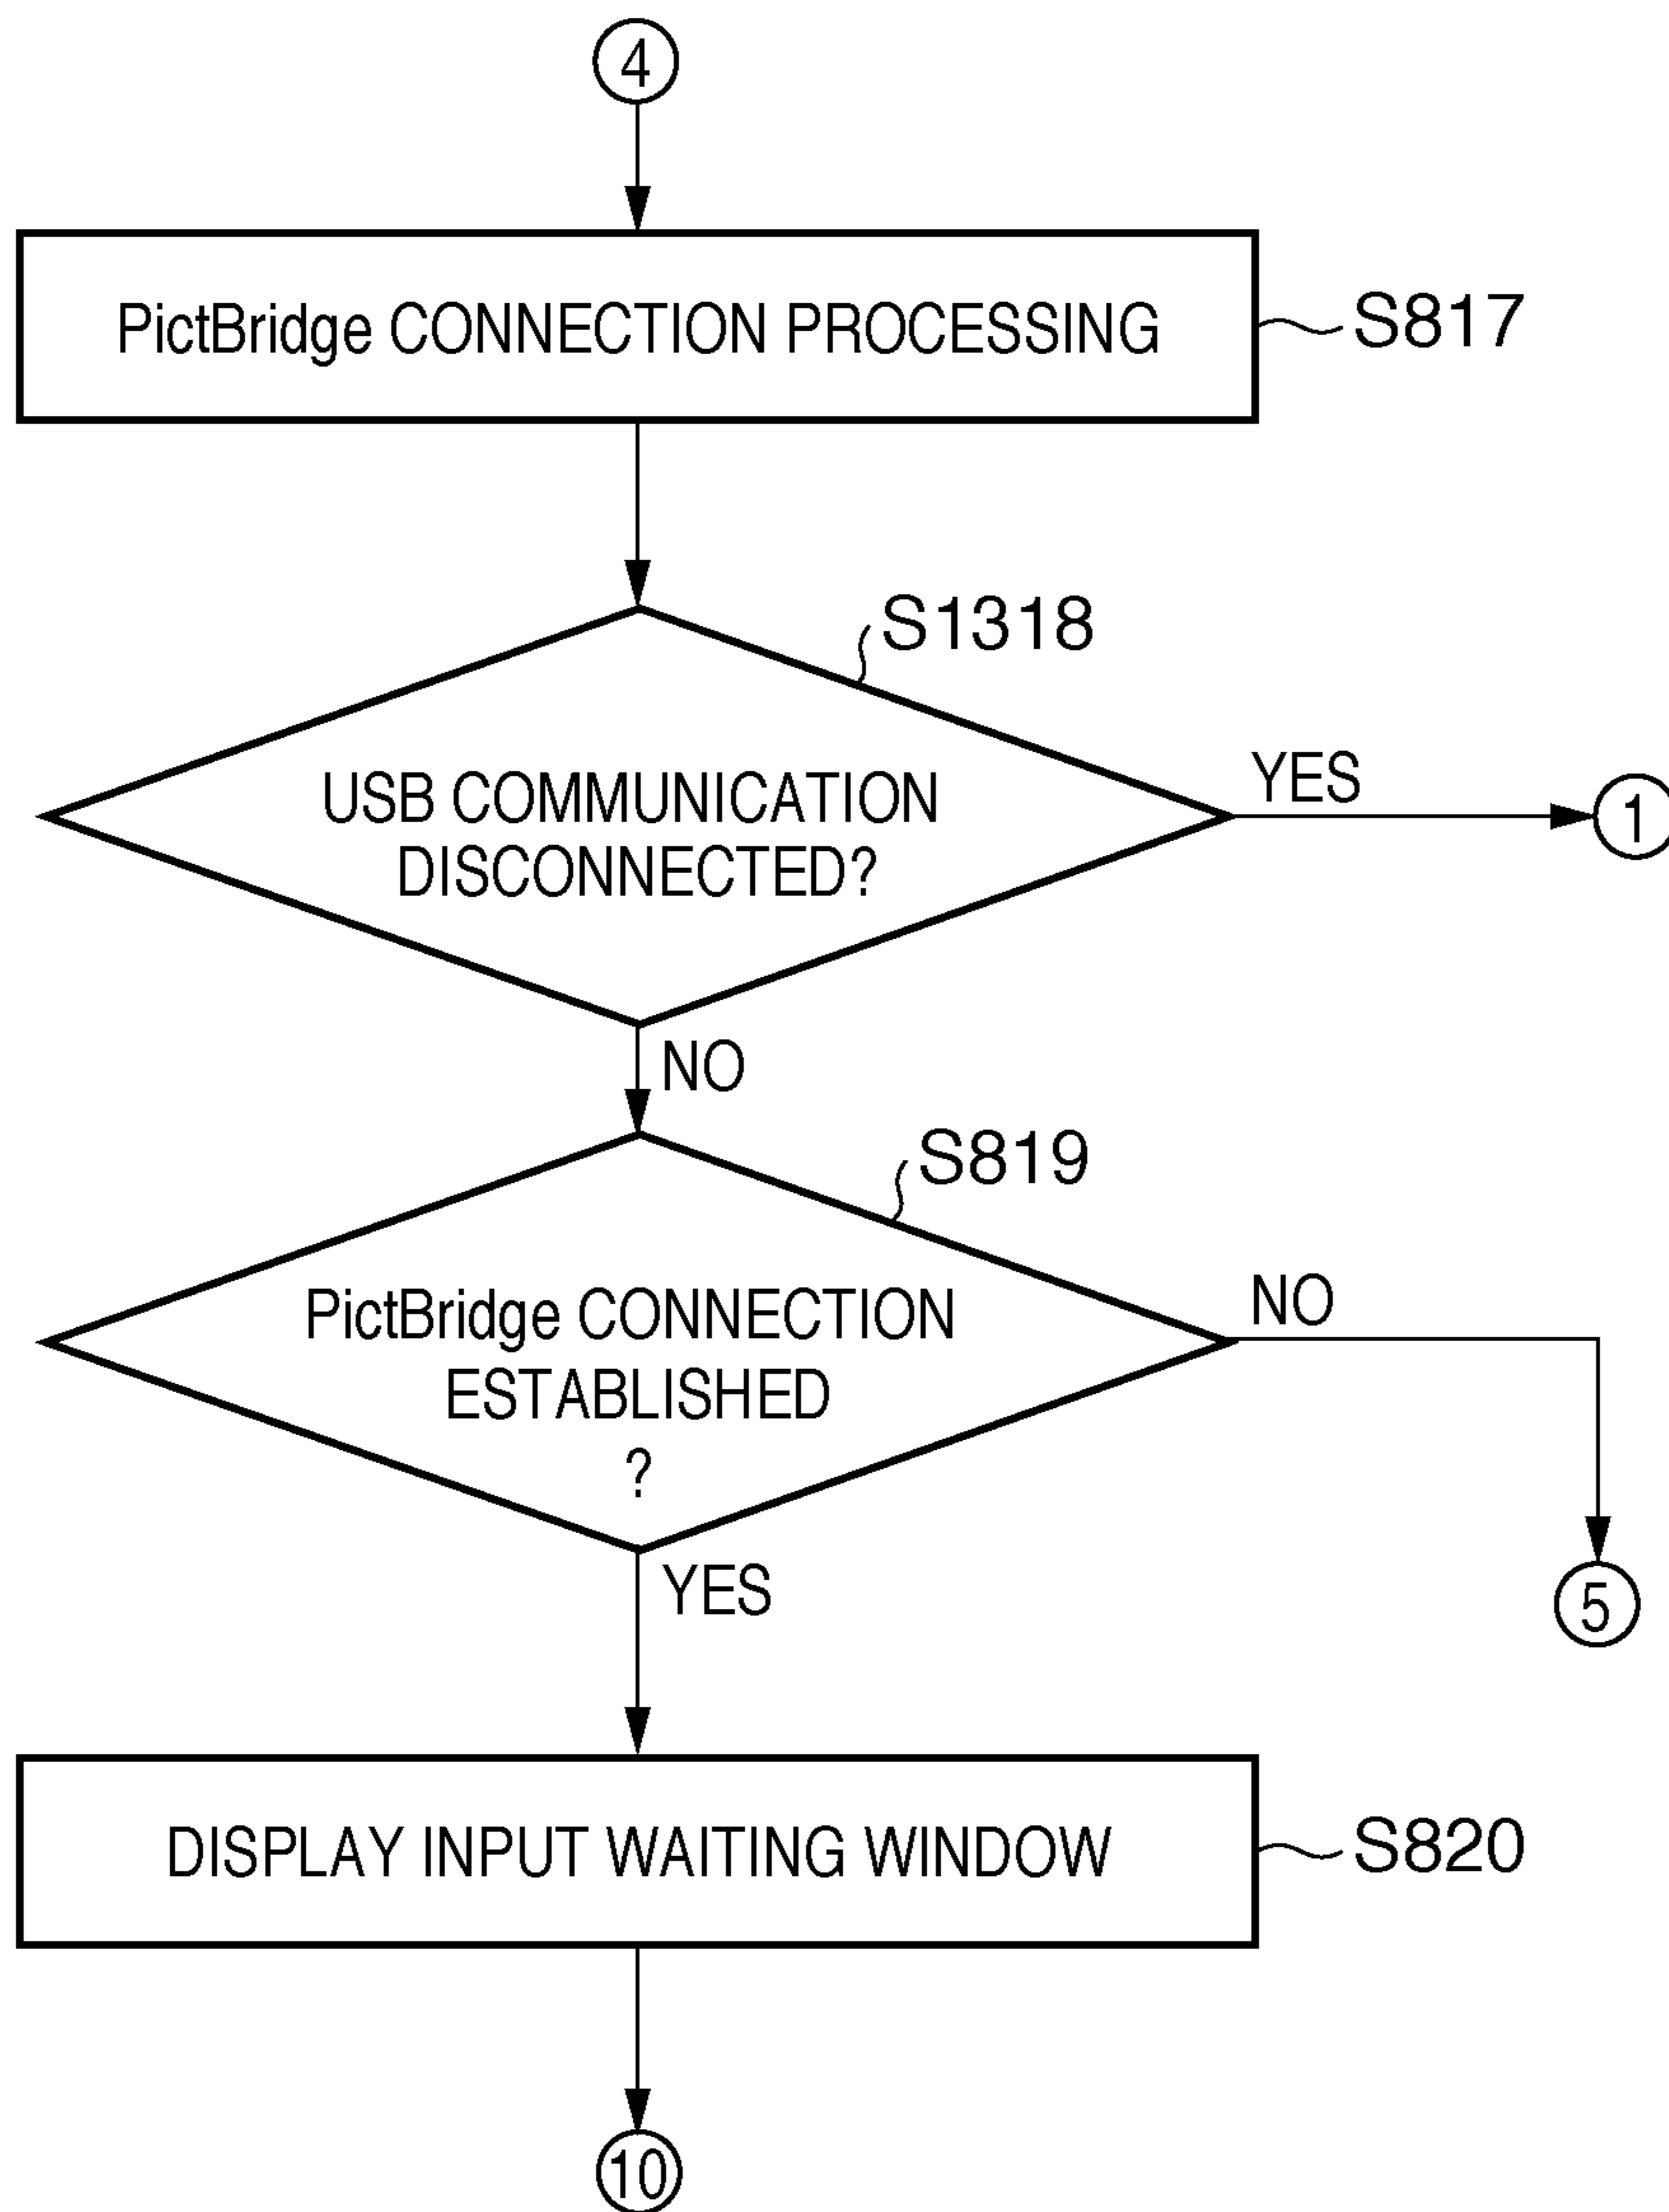 4
PictBridge CONNECTION PROCESSING
S817
S1318
USB COMMUNICATION
DISCONNECTED?
YES
1
NO
S819
PictBridge CONNECTION
ESTABLISHED
?
NO
5
YES
DISPLAY INPUT WAITING WINDOW
S820
10